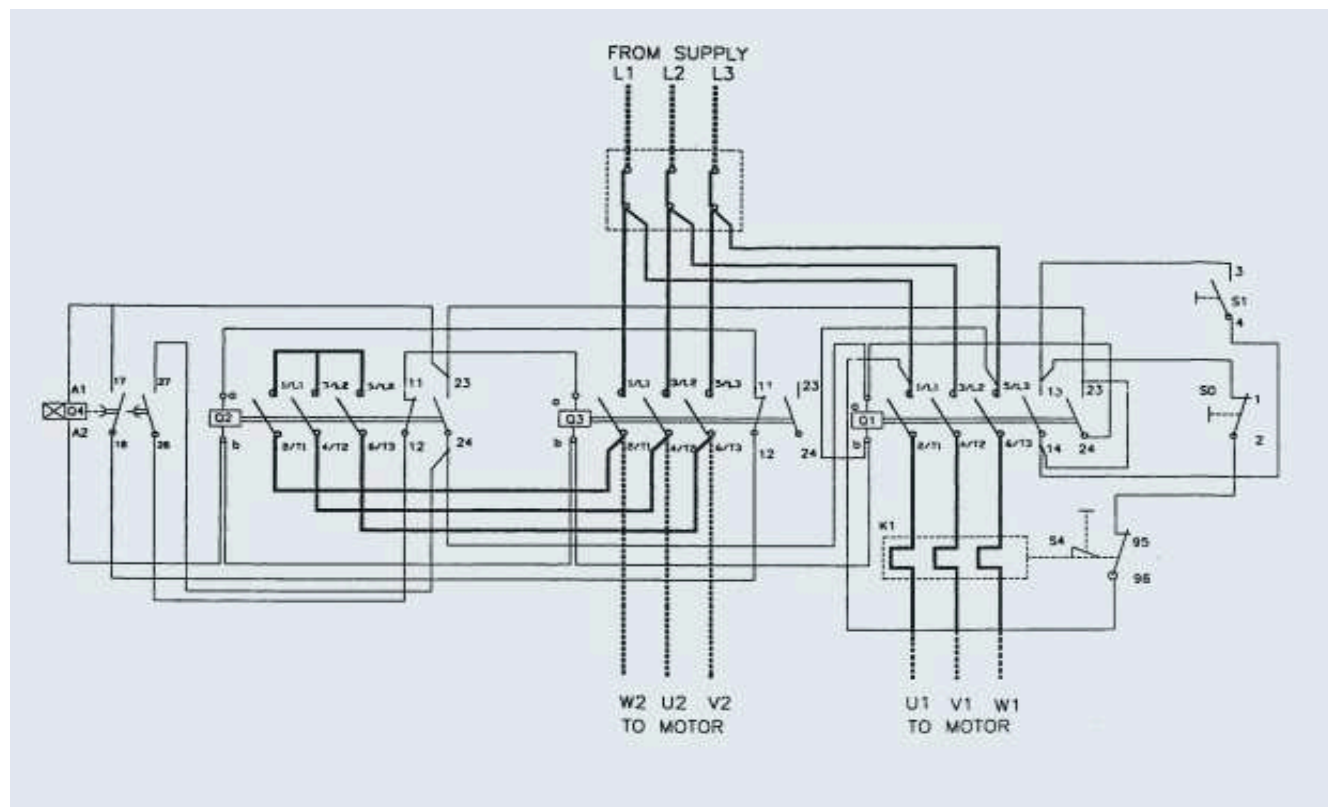 FROM SUPPLY
L1 L2 L3
3
S1
4
A1 17 27 1/L1 3/L2 5/L3 11 23 1/L1 3/L2 5/L3 11 23 1/L1 3/L2 5/L3 13 23 S0 1
Q4 Q2 a Q3 a Q1 a
A2 18 28 b 2/T1 4/T2 6/T3 12 24 b 2/T1 4/T2 6/T3 12 24 b 2/T1 4/T2 6/T3 14 24 2
K1 S4 95
96
W2 U2 V2 U1 V1 W1
TO MOTOR TO MOTOR